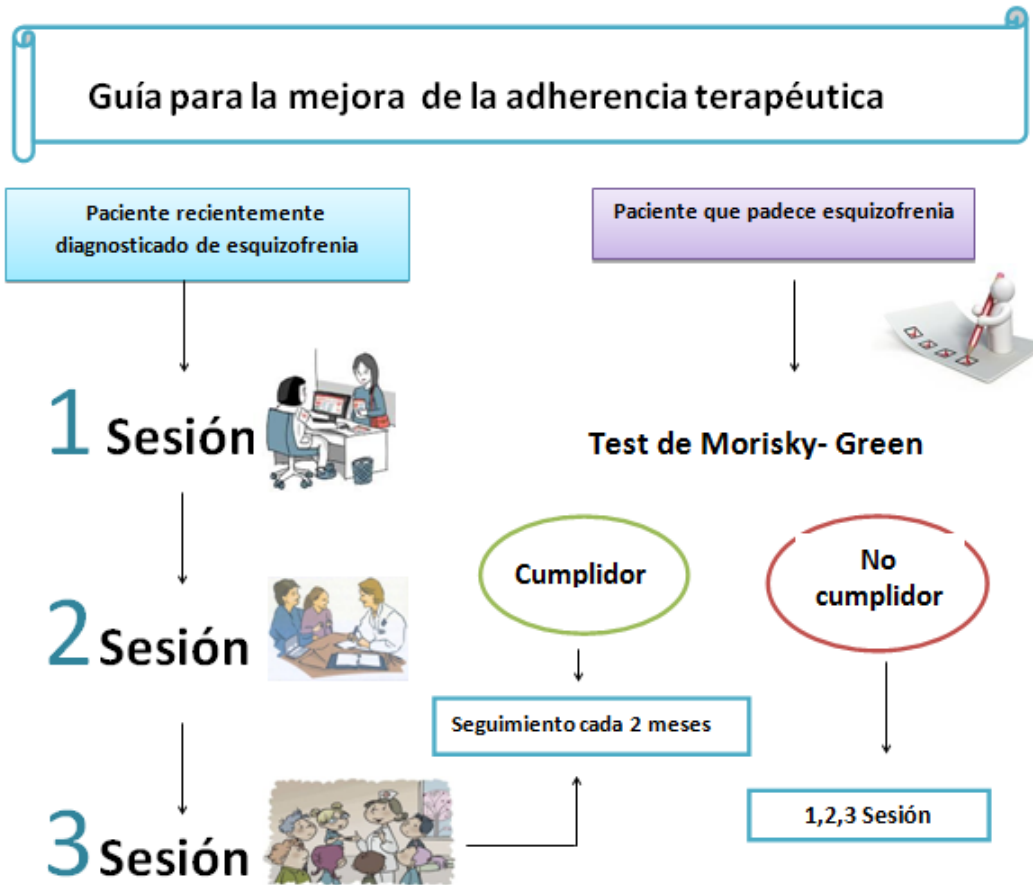 Guía para la mejora de la adherencia terapéutica
Paciente recientemente
diagnosticado de esquizofrenia
Paciente que padece esquizofrenia
1 Sesión
Test de Morisky- Green
Cumplidor
No
cumplidor
2 Sesión
Seguimiento cada 2 meses
1,2,3 Sesión
3 Sesión